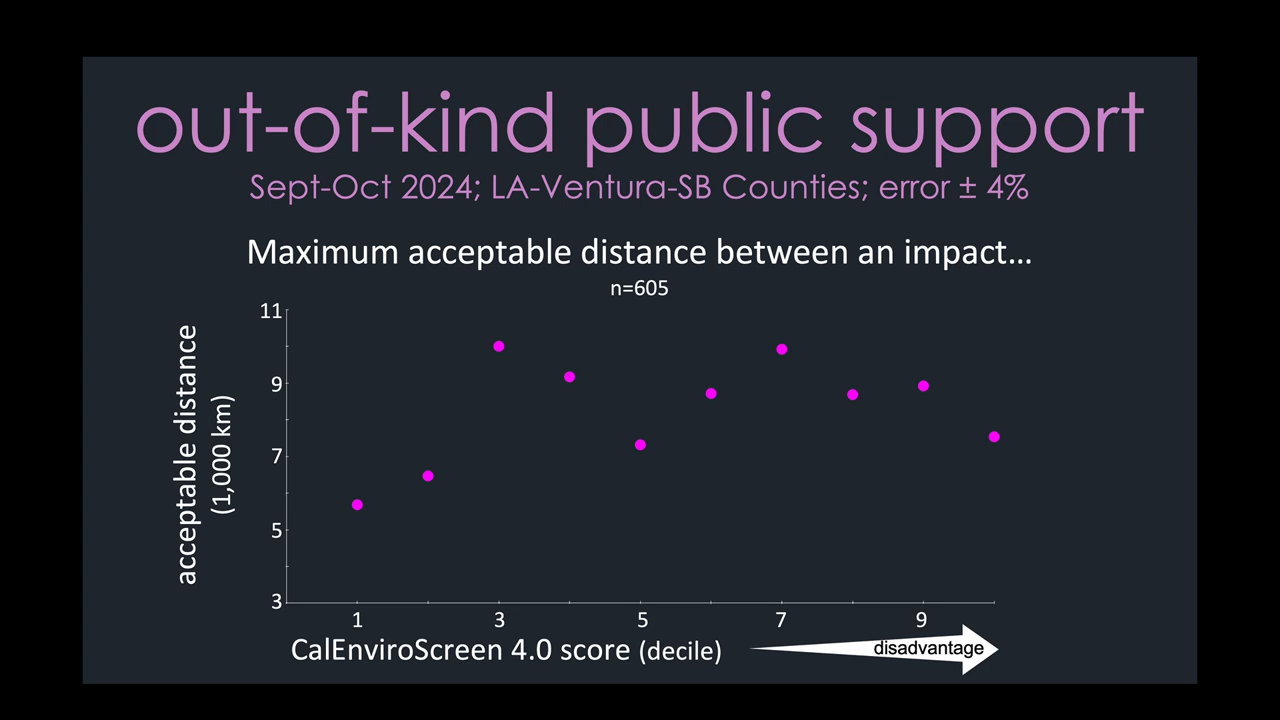 out-of-kind public support
Sept-Oct 2024; LA-Ventura-SB Counties; error ± 4%
Maximum acceptable distance between an impact...
n=605
acceptable distance
(1,000 km)
11
9
7
5
3
1 3 5 7 9
CalEnviroScreen 4.0 score (decile)
disadvantage